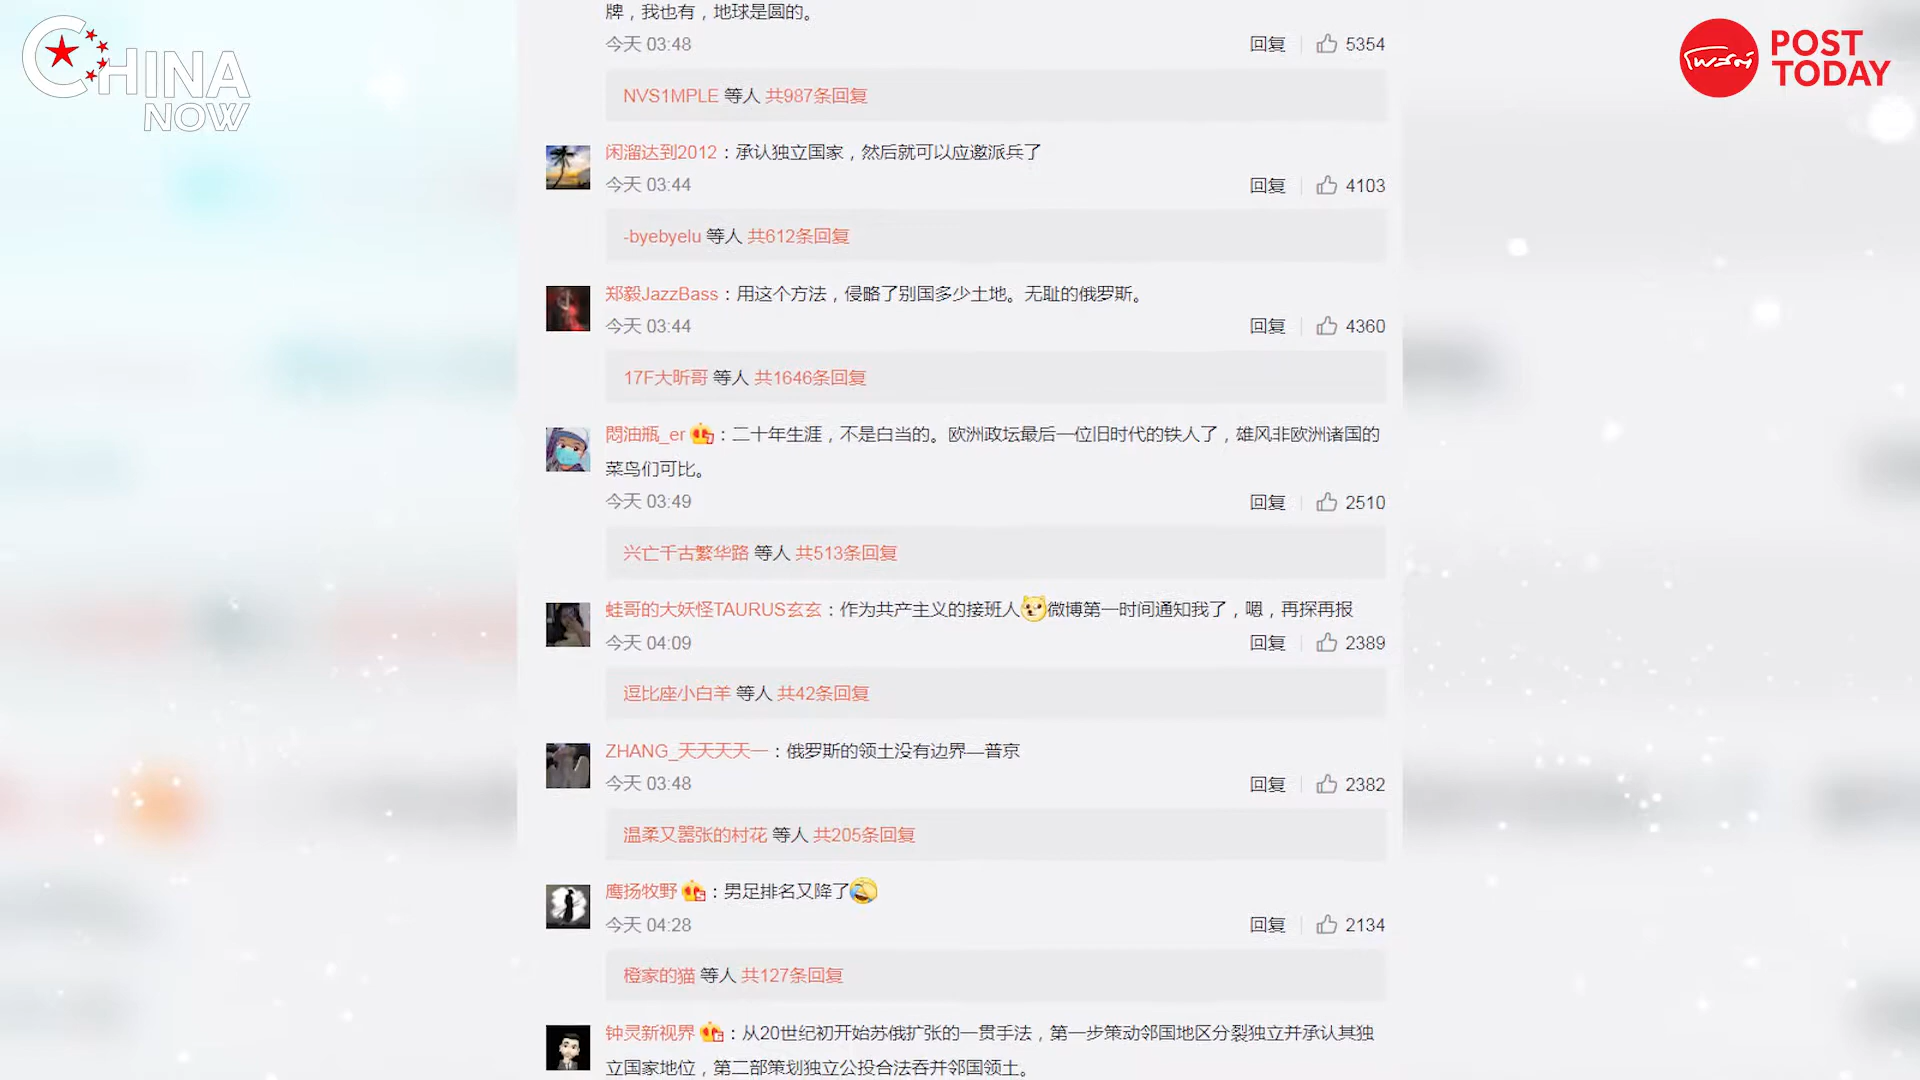 CHINA
NOW
POST
TODAY
牌，我也有，地球是圆的。
今天 03:48
回复 5354
NVS1MPLE 等人 共987条回复
闲溜达到2012：承认独立国家，然后就可以应邀派兵了
今天 03:44
回复 4103
-byebyelu 等人 共612条回复
郑毅JazzBass：用这个方法，侵略了别国多少土地。无耻的俄罗斯。
今天 03:44
回复 4360
17F大昕哥 等人 共1646条回复
悶油瓶_er：二十年生涯，不是白当的。欧洲政坛最后一位旧时代的铁人了，雄风非欧洲诸国的
菜鸟们可比。
今天 03:49
回复 2510
兴亡千古繁华路 等人 共513条回复
蛙哥的大妖怪TAURUS玄玄：作为共产主义的接班人微博第一时间通知我了，嗯，再探再报
今天 04:09
回复 2389
逗比座小白羊 等人 共42条回复
ZHANG_天天天天一：俄罗斯的领土没有边界—普京
今天 03:48
回复 2382
温柔又嚣张的村花 等人 共205条回复
鹰扬牧野：男足排名又降了
今天 04:28
回复 2134
橙家的猫 等人 共127条回复
钟灵新视界：从20世纪初开始苏俄扩张的一贯手法，第一步策动邻国地区分裂独立并承认其独
立国家地位，第二部策划独立公投合法吞并邻国领土。